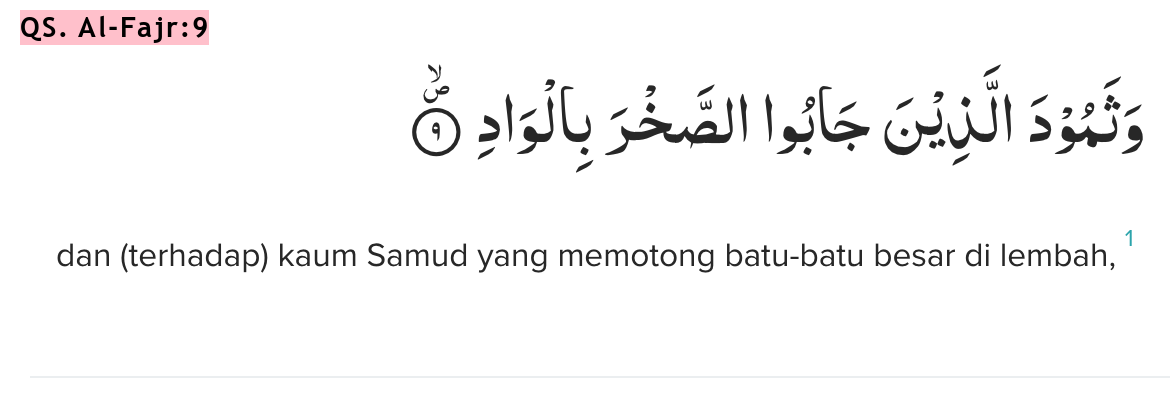 QS. Al-Fajr:9
وَثَمُوْدَ الَّذِيْنَ جَابُوا الصَّخْرَ بِالْوَادِ ۙ ۖ ٩
dan (terhadap) kaum Samud yang memotong batu-batu besar di lembah, 1